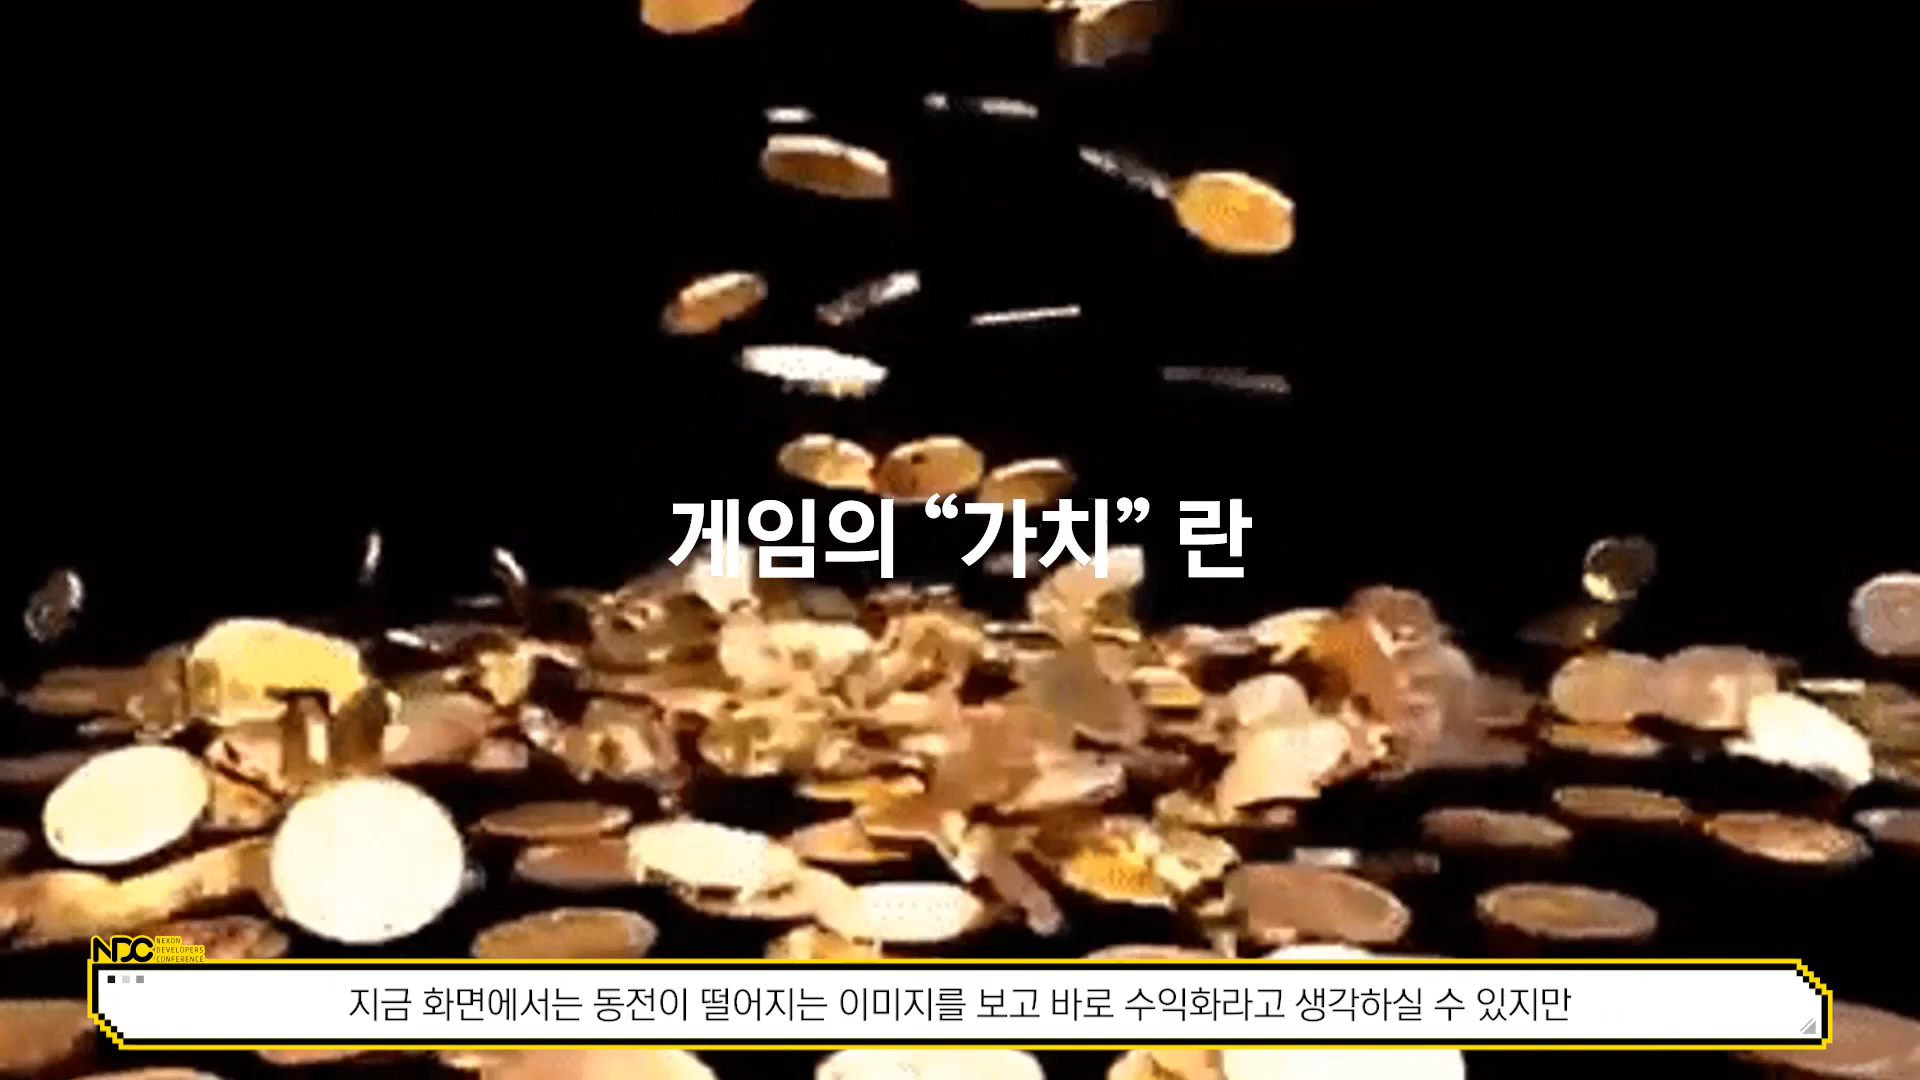 게임의 “가치” 란
NDC NEXON
DEVELOPERS
CONFERENCE
지금 화면에서는 동전이 떨어지는 이미지를 보고 바로 수익화라고 생각하실 수 있지만